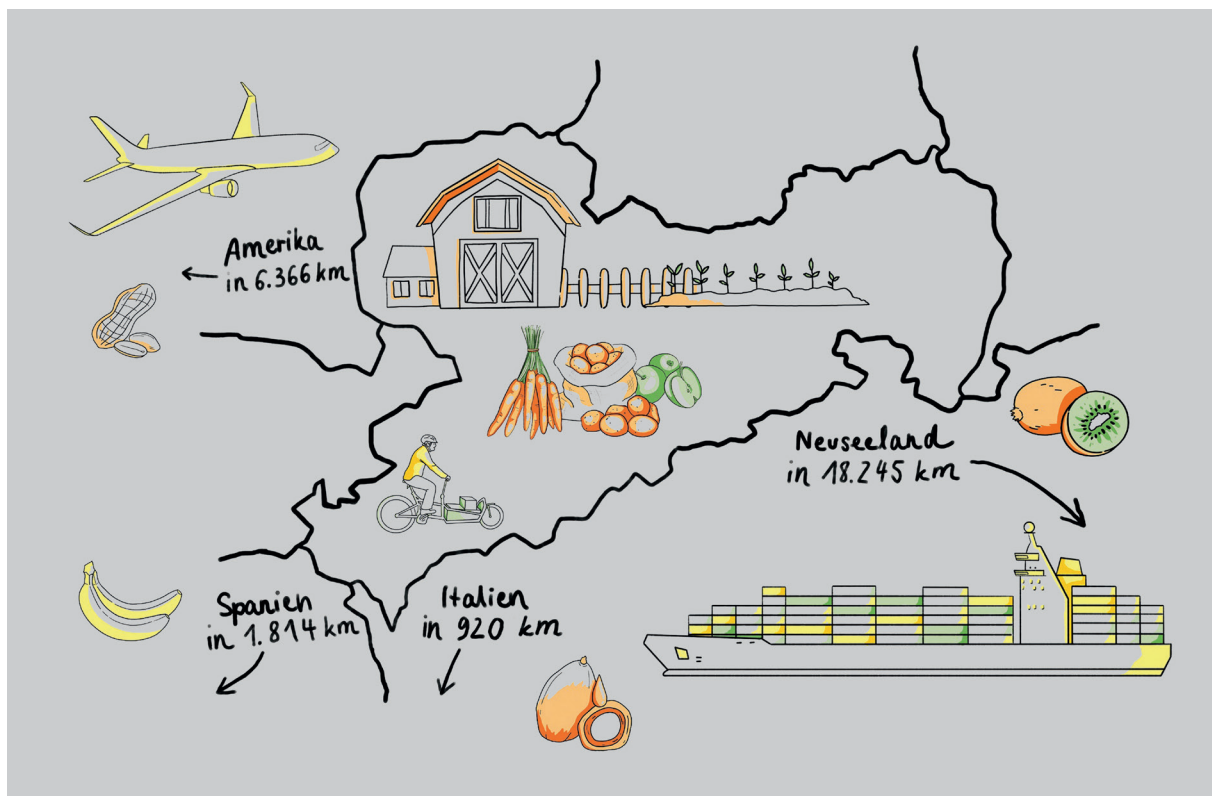 Amerika
in 6.366 km
Neuseeland
in 18.245 km
Spanien
in 1.814 km
Italien
in 920 km